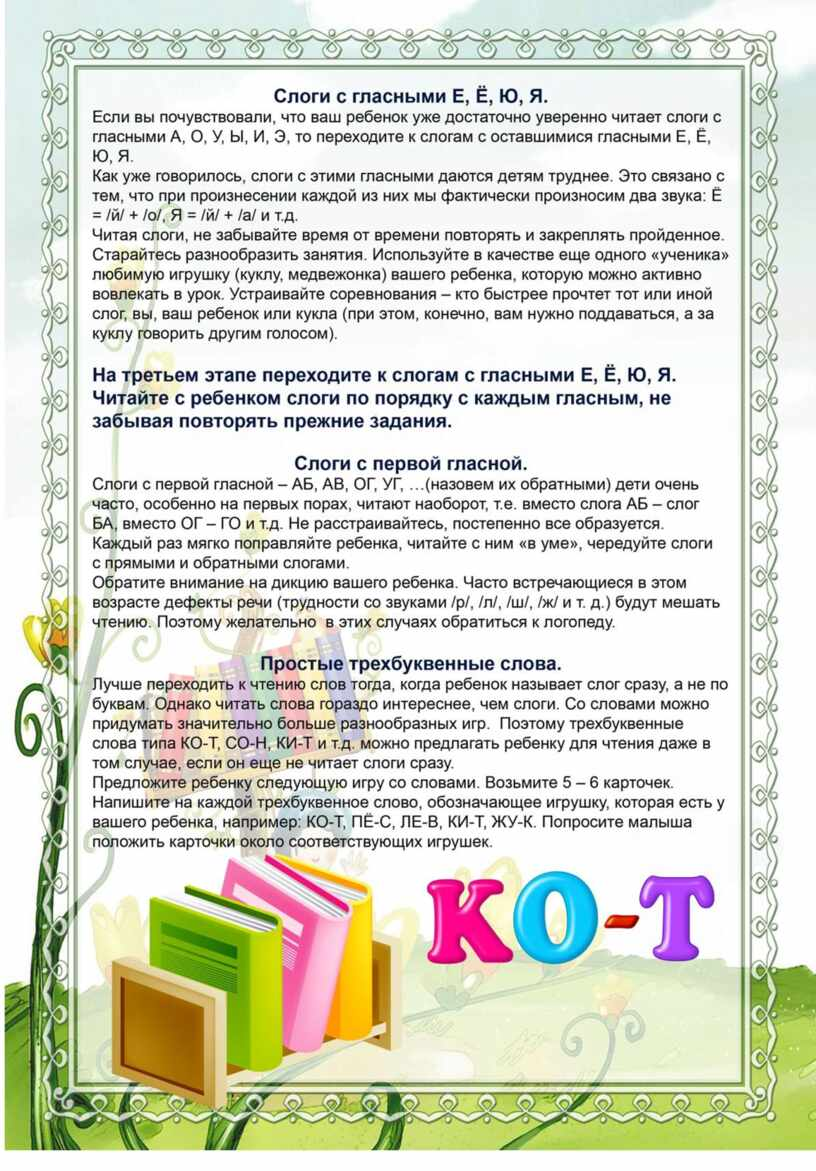 Слоги с гласными Е, Ё, Ю, Я.
Если вы почувствовали, что ваш ребенок уже достаточно уверенно читает слоги с
гласными А, О, У, Ы, И, Э, то переходите к слогам с оставшимися гласными Е, Ё,
Ю, Я.
Как уже говорилось, слоги с этими гласными даются детям труднее. Это связано с
тем, что при произнесении каждой из них мы фактически произносим два звука: Ё
= /й/ + /о/, Я = /й/ + /а/ и т.д.
Читая слоги, не забывайте время от времени повторять и закреплять пройденное.
Старайтесь разнообразить занятия. Используйте в качестве еще одного «ученика»
любимую игрушку (куклу, медвежонка) вашего ребенка, которую можно активно
вовлекать в урок. Устраивайте соревнования – кто быстрее прочтет тот или иной
слог, вы, ваш ребенок или кукла (при этом, конечно, вам нужно поддаваться, а за
куклу говорить другим голосом).
На третьем этапе переходите к слогам с гласными Е, Ё, Ю, Я.
Читайте с ребенком слоги по порядку с каждым гласным, не
забывая повторять прежние задания.
Слоги с первой гласной.
Слоги с первой гласной – АБ, АВ, ОГ, УГ, …(назовем их обратными) дети очень
часто, особенно на первых порах, читают наоборот, т.е. вместо слога АБ – слог
БА, вместо ОГ – ГО и т.д. Не расстраивайтесь, постепенно все образуется.
Каждый раз мягко поправляйте ребенка, читайте с ним «в уме», чередуйте слоги
с прямыми и обратными слогами.
Обратите внимание на дикцию вашего ребенка. Часто встречающиеся в этом
возрасте дефекты речи (трудности со звуками /р/, /л/, /ш/, /ж/ и т. д.) будут мешать
чтению. Поэтому желательно  в этих случаях обратиться к логопеду.
Простые трехбуквенные слова.
Лучше переходить к чтению слов тогда, когда ребенок называет слог сразу, а не по
буквам. Однако читать слова гораздо интереснее, чем слоги. Со словами можно
придумать значительно больше разнообразных игр.  Поэтому трехбуквенные
слова типа КО-Т, СО-Н, КИ-Т и т.д. можно предлагать ребенку для чтения даже в
том случае, если он еще не читает слоги сразу.
Предложите ребенку следующую игру со словами. Возьмите 5 – 6 карточек.
Напишите на каждой трехбуквенное слово, обозначающее игрушку, которая есть у
вашего ребенка, например: КО-Т, ПЁ-С, ЛЕ-В, КИ-Т, ЖУ-К. Попросите малыша
положить карточки около соответствующих игрушек.
КО-Т